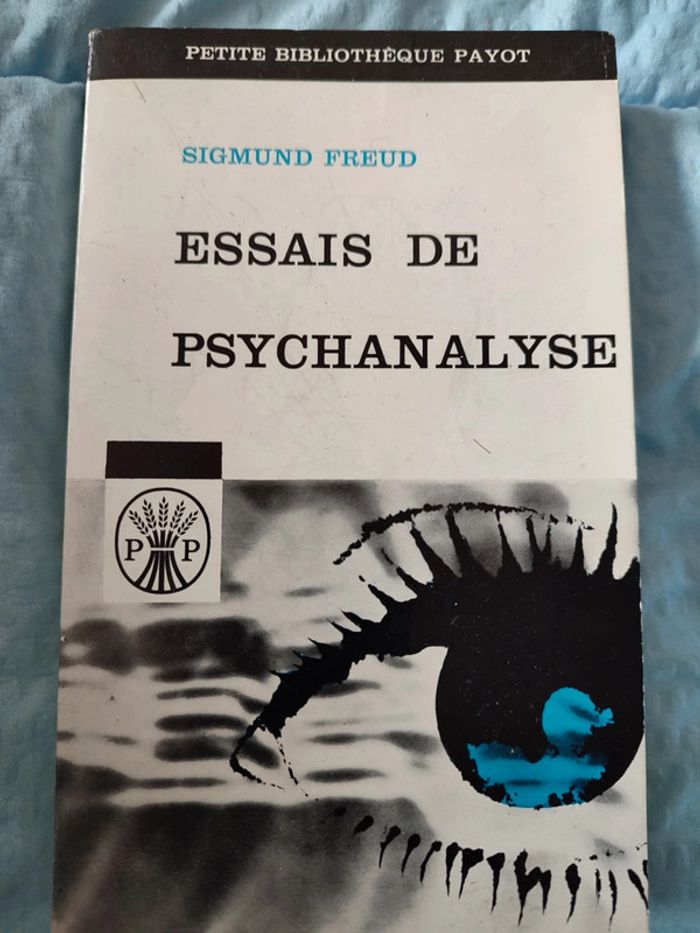 PETITE BIBLIOTHÈQUE PAYOT
SIGMUND FREUD
ESSAIS DE
PSYCHANALYSE
P P